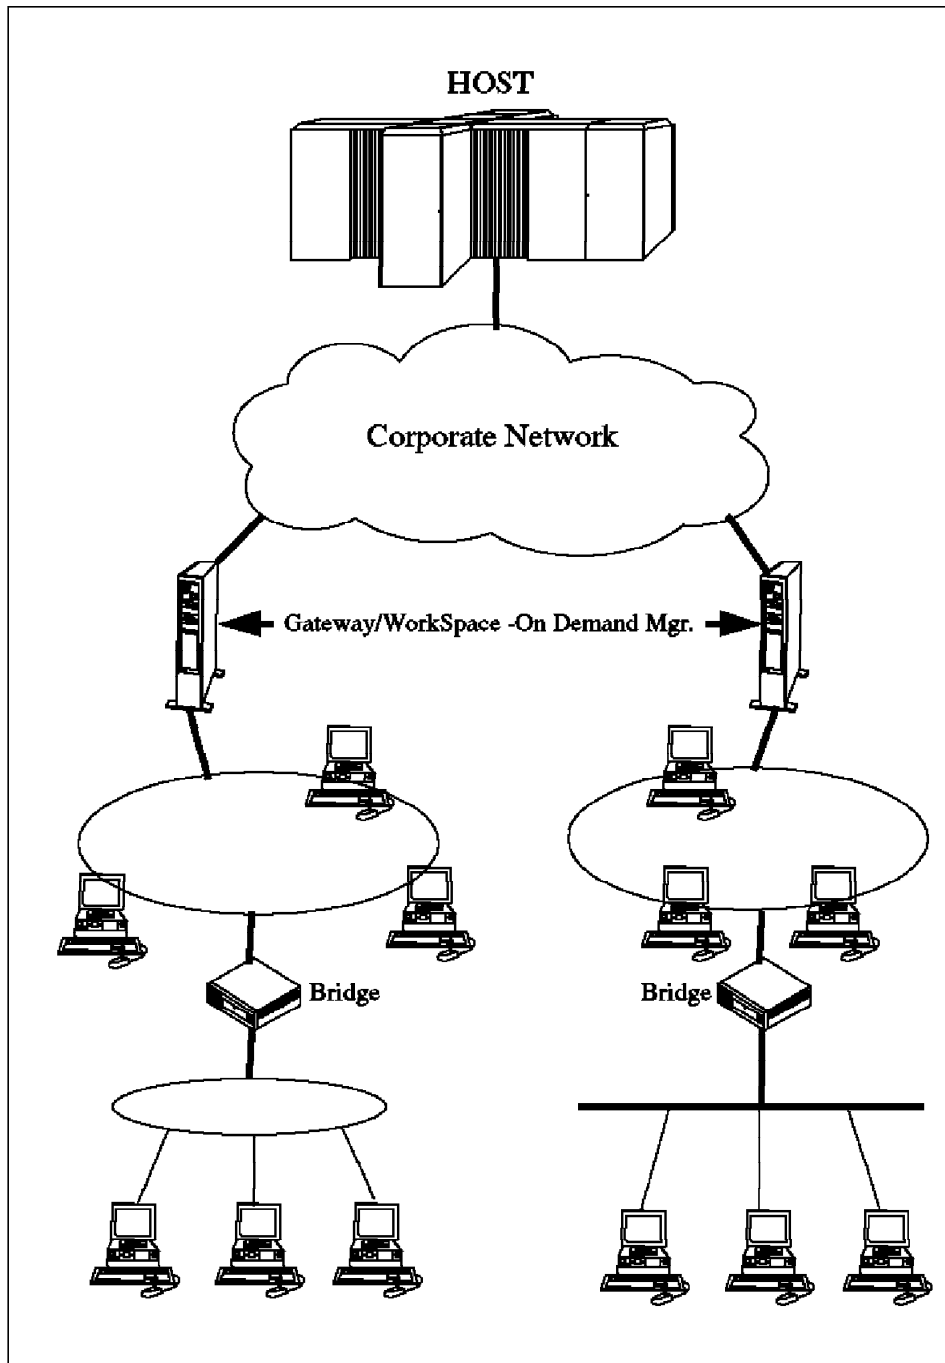 HOST
Corporate Network
Gateway/WorkSpace -On Demand Mgr.
Bridge
Bridge